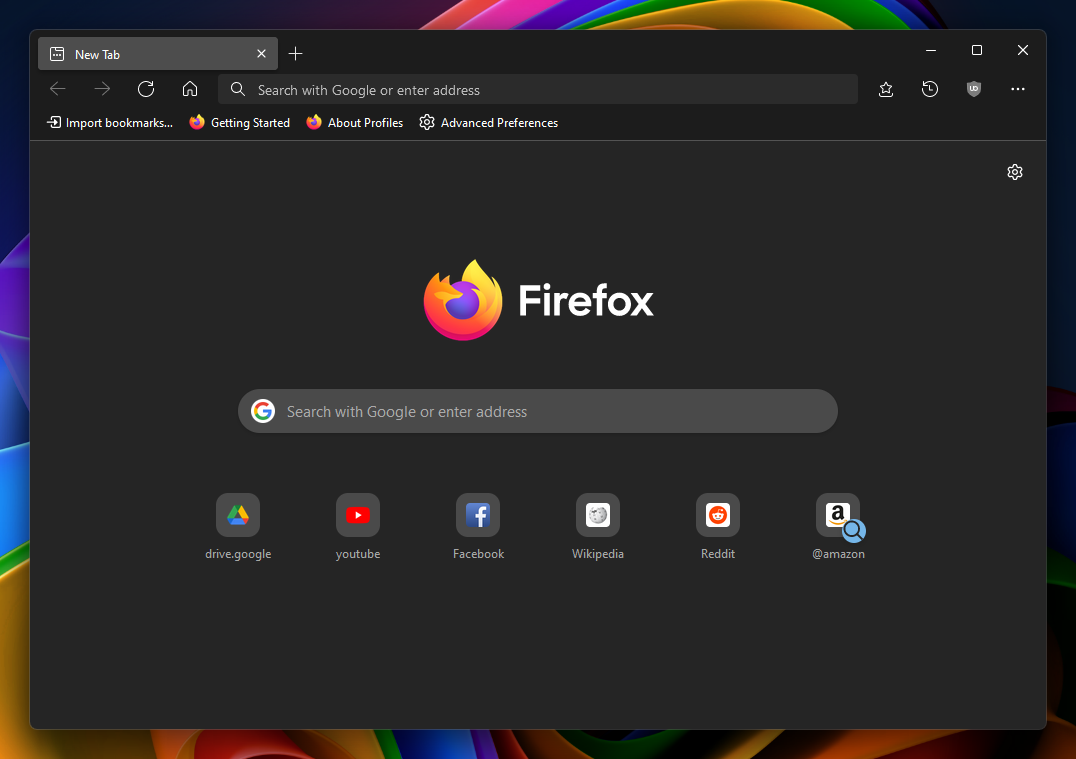 New Tab
Search with Google or enter address
Import bookmarks... Getting Started About Profiles Advanced Preferences
Firefox
Search with Google or enter address
drive.google youtube Facebook Wikipedia Reddit @amazon